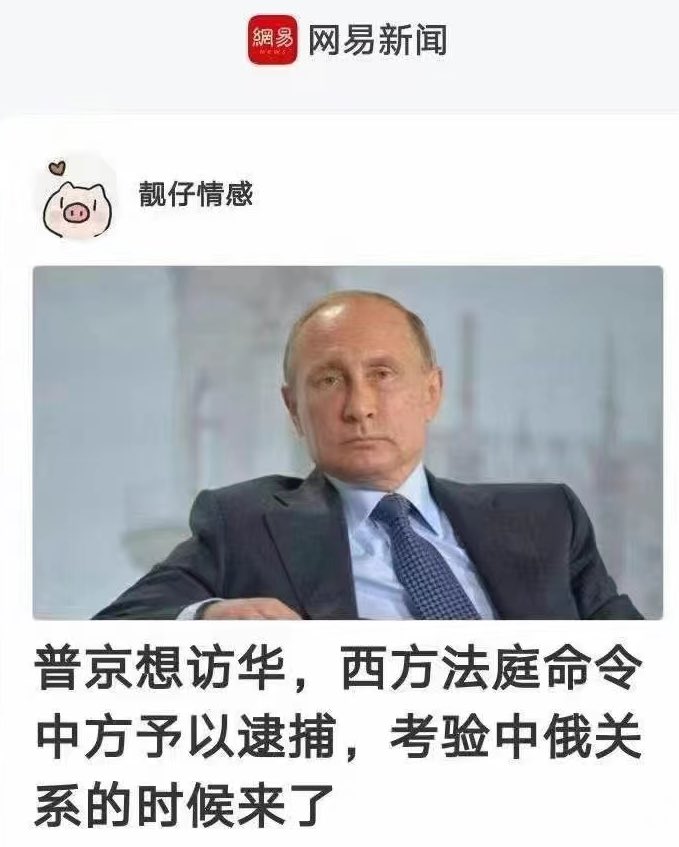 網易
NEWS
网易新闻
靓仔情感
普京想访华，西方法庭命令
中方予以逮捕，考验中俄关
系的时候来了